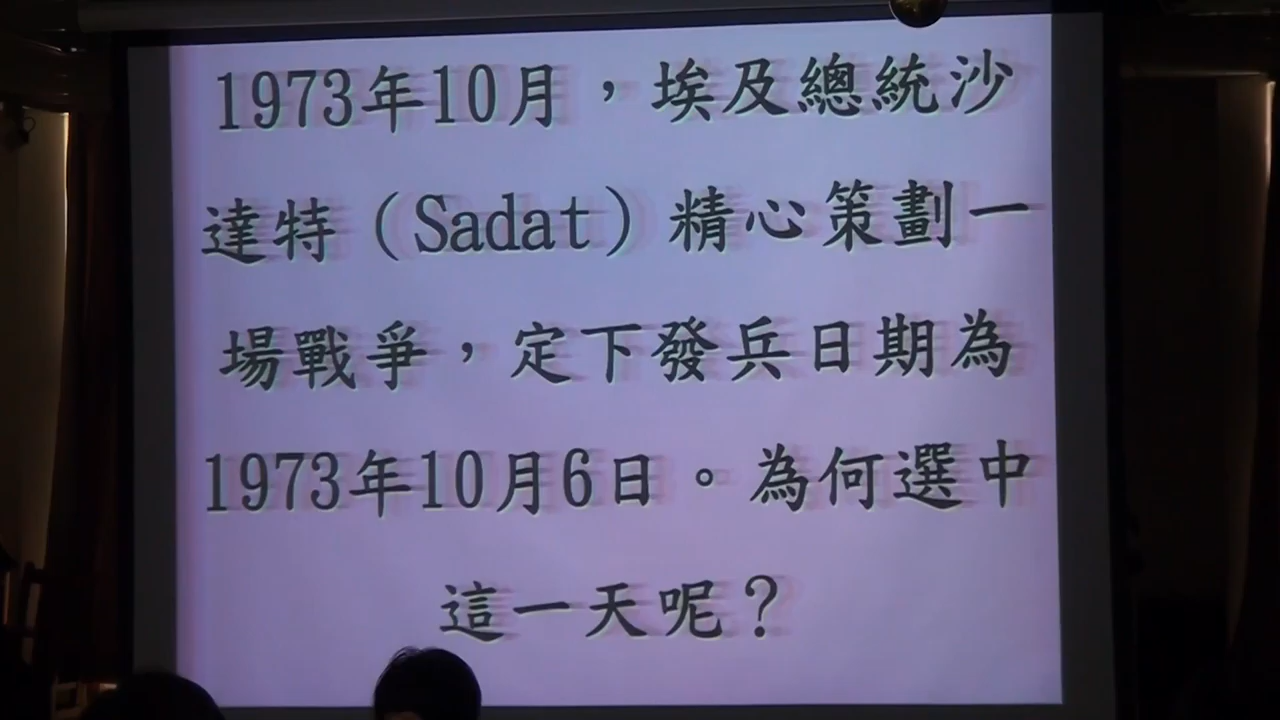 1973年10月，埃及總統沙
達特（Sadat）精心策劃一
場戰爭，定下發兵日期為
1973年10月6日。為何選中
這一天呢？